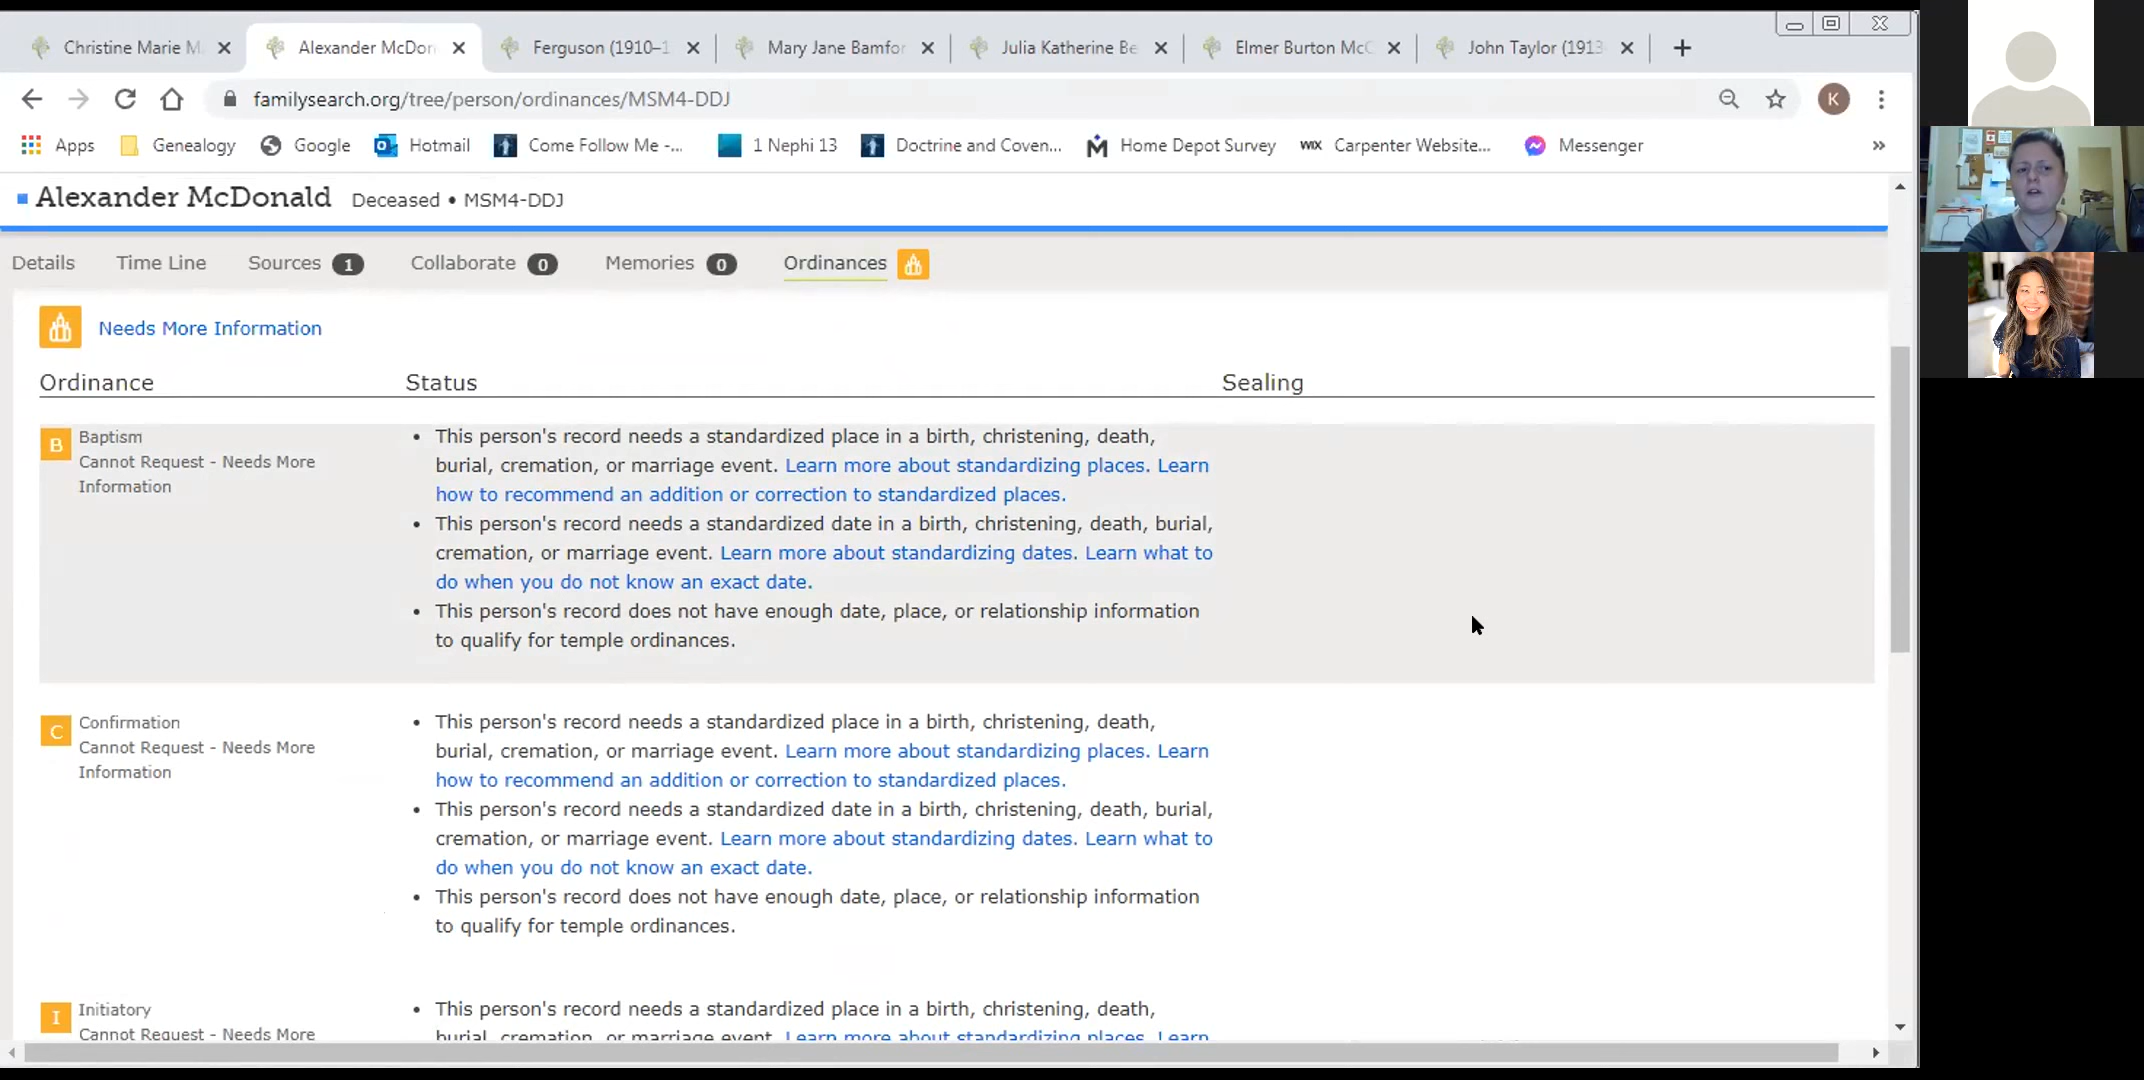 Christine Marie M
Alexander McDon
Ferguson (1910–1
Mary Jane Bamfor
Julia Katherine Be
Elmer Burton McC
John Taylor (1913
familysearch.org/tree/person/ordinances/MSM4-DDJ
K
Apps
Genealogy
Google
Hotmail
Come Follow Me -...
1 Nephi 13
Doctrine and Coven...
Home Depot Survey
WIX
Carpenter Website...
Messenger
»
Alexander McDonald
Deceased • MSM4-DDJ
Details
Time Line
Sources 1
Collaborate 0
Memories 0
Ordinances
Needs More Information
Ordinance
Status
Sealing
B
Baptism
Cannot Request - Needs More
Information
• This person's record needs a standardized place in a birth, christening, death,
burial, cremation, or marriage event. Learn more about standardizing places. Learn
how to recommend an addition or correction to standardized places.
• This person's record needs a standardized date in a birth, christening, death, burial,
cremation, or marriage event. Learn more about standardizing dates. Learn what to
do when you do not know an exact date.
• This person's record does not have enough date, place, or relationship information
to qualify for temple ordinances.
C
Confirmation
Cannot Request - Needs More
Information
• This person's record needs a standardized place in a birth, christening, death,
burial, cremation, or marriage event. Learn more about standardizing places. Learn
how to recommend an addition or correction to standardized places.
• This person's record needs a standardized date in a birth, christening, death, burial,
cremation, or marriage event. Learn more about standardizing dates. Learn what to
do when you do not know an exact date.
• This person's record does not have enough date, place, or relationship information
to qualify for temple ordinances.
I
Initiatory
Cannot Request - Needs More
• This person's record needs a standardized place in a birth, christening, death,
burial, cremation, or marriage event. Learn more about standardizing places. Learn